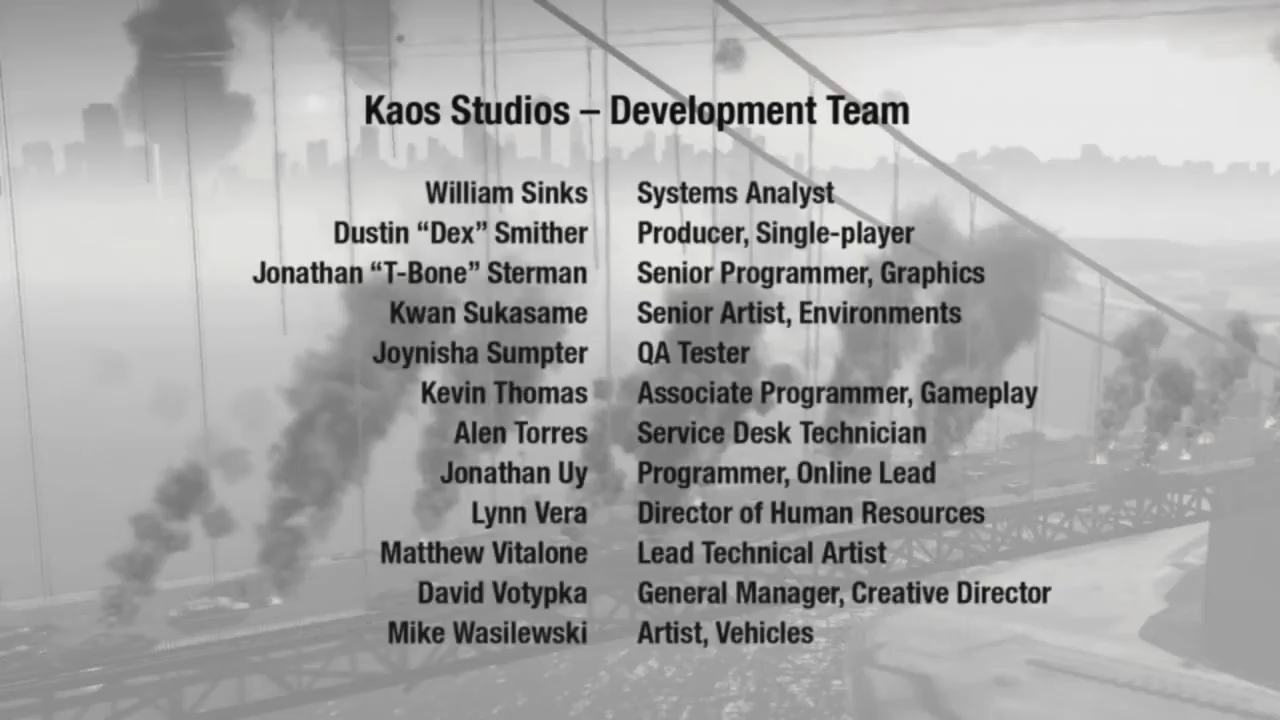 Kaos Studios – Development Team
William Sinks Systems Analyst
Dustin “Dex” Smither Producer, Single-player
Jonathan “T-Bone” Sterman Senior Programmer, Graphics
Kwan Sukasame Senior Artist, Environments
Joynisha Sumpter QA Tester
Kevin Thomas Associate Programmer, Gameplay
Alen Torres Service Desk Technician
Jonathan Uy Programmer, Online Lead
Lynn Vera Director of Human Resources
Matthew Vitalone Lead Technical Artist
David Votypka General Manager, Creative Director
Mike Wasilewski Artist, Vehicles